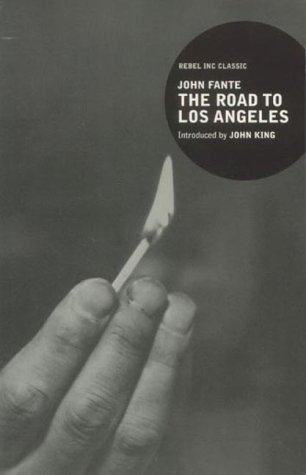 REBEL INC CLASSIC
JOHN FANTE
THE ROAD TO
LOS ANGELES
Introduced by JOHN KING